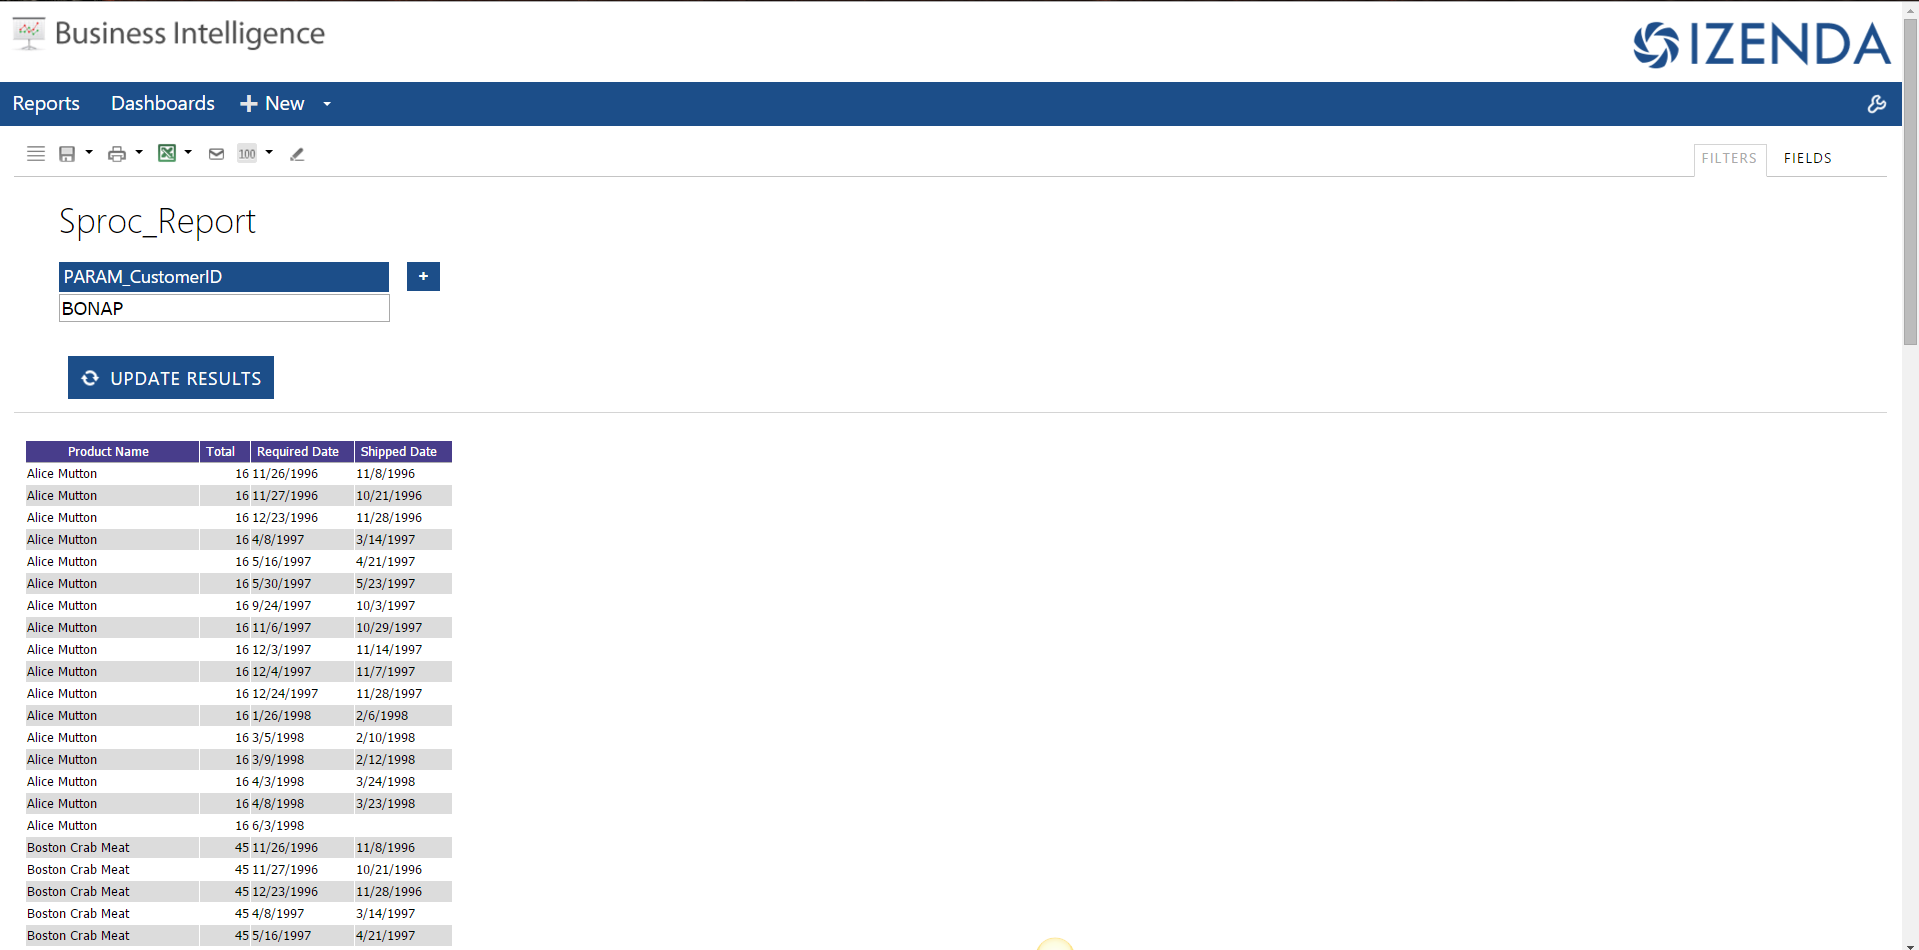 Business Intelligence
IZENDA
Reports Dashboards + New
100
FILTERS FIELDS
Sproc_Report
PARAM_CustomerID +
BONAP
UPDATE RESULTS
Product Name Total Required Date Shipped Date
Alice Mutton 16 11/26/1996 11/8/1996
Alice Mutton 16 11/27/1996 10/21/1996
Alice Mutton 16 12/23/1996 11/28/1996
Alice Mutton 16 4/8/1997 3/14/1997
Alice Mutton 16 5/16/1997 4/21/1997
Alice Mutton 16 5/30/1997 5/23/1997
Alice Mutton 16 9/24/1997 10/3/1997
Alice Mutton 16 11/6/1997 10/29/1997
Alice Mutton 16 12/3/1997 11/14/1997
Alice Mutton 16 12/4/1997 11/7/1997
Alice Mutton 16 12/24/1997 11/28/1997
Alice Mutton 16 1/26/1998 2/6/1998
Alice Mutton 16 3/5/1998 2/10/1998
Alice Mutton 16 3/9/1998 2/12/1998
Alice Mutton 16 4/3/1998 3/24/1998
Alice Mutton 16 4/8/1998 3/23/1998
Alice Mutton 16 6/3/1998
Boston Crab Meat 45 11/26/1996 11/8/1996
Boston Crab Meat 45 11/27/1996 10/21/1996
Boston Crab Meat 45 12/23/1996 11/28/1996
Boston Crab Meat 45 4/8/1997 3/14/1997
Boston Crab Meat 45 5/16/1997 4/21/1997